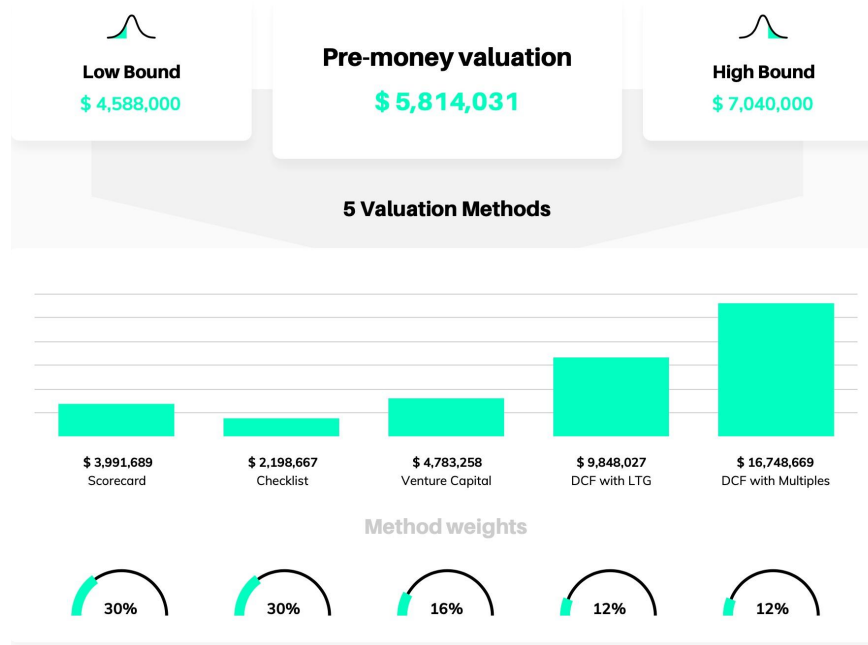 Low Bound
$ 4,588,000
Pre-money valuation
$ 5,814,031
High Bound
$ 7,040,000
5 Valuation Methods
$ 3,991,689
Scorecard
$ 2,198,667
Checklist
$ 4,783,258
Venture Capital
$ 9,848,027
DCF with LTG
$ 16,748,669
DCF with Multiples
Method weights
30%
30%
16%
12%
12%